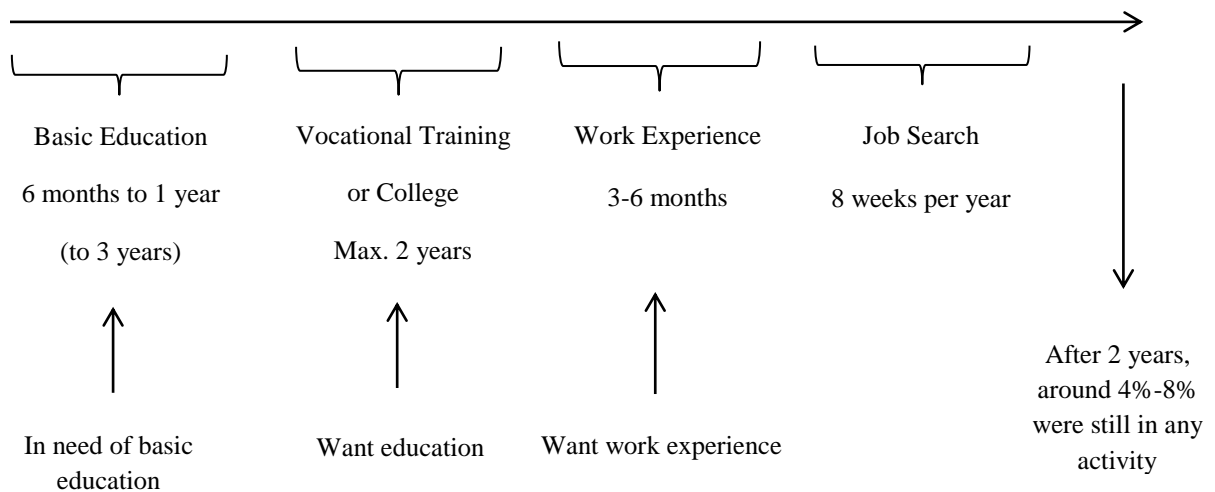 Basic Education
6 months to 1 year
(to 3 years)
Vocational Training
or College
Max. 2 years
Work Experience
3-6 months
Job Search
8 weeks per year
In need of basic
education
Want education
Want work experience
After 2 years,
around 4%-8%
were still in any
activity